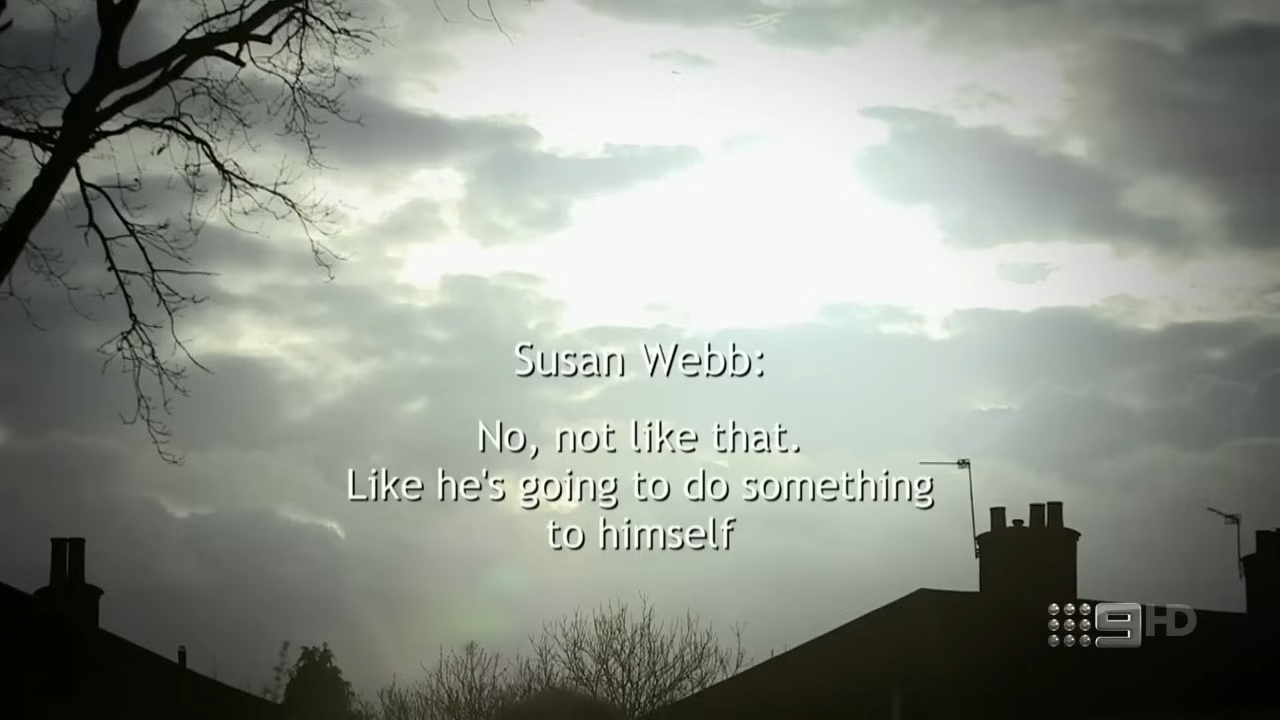 Susan Webb:
No, not like that.
Like he's going to do something
to himself
9HD